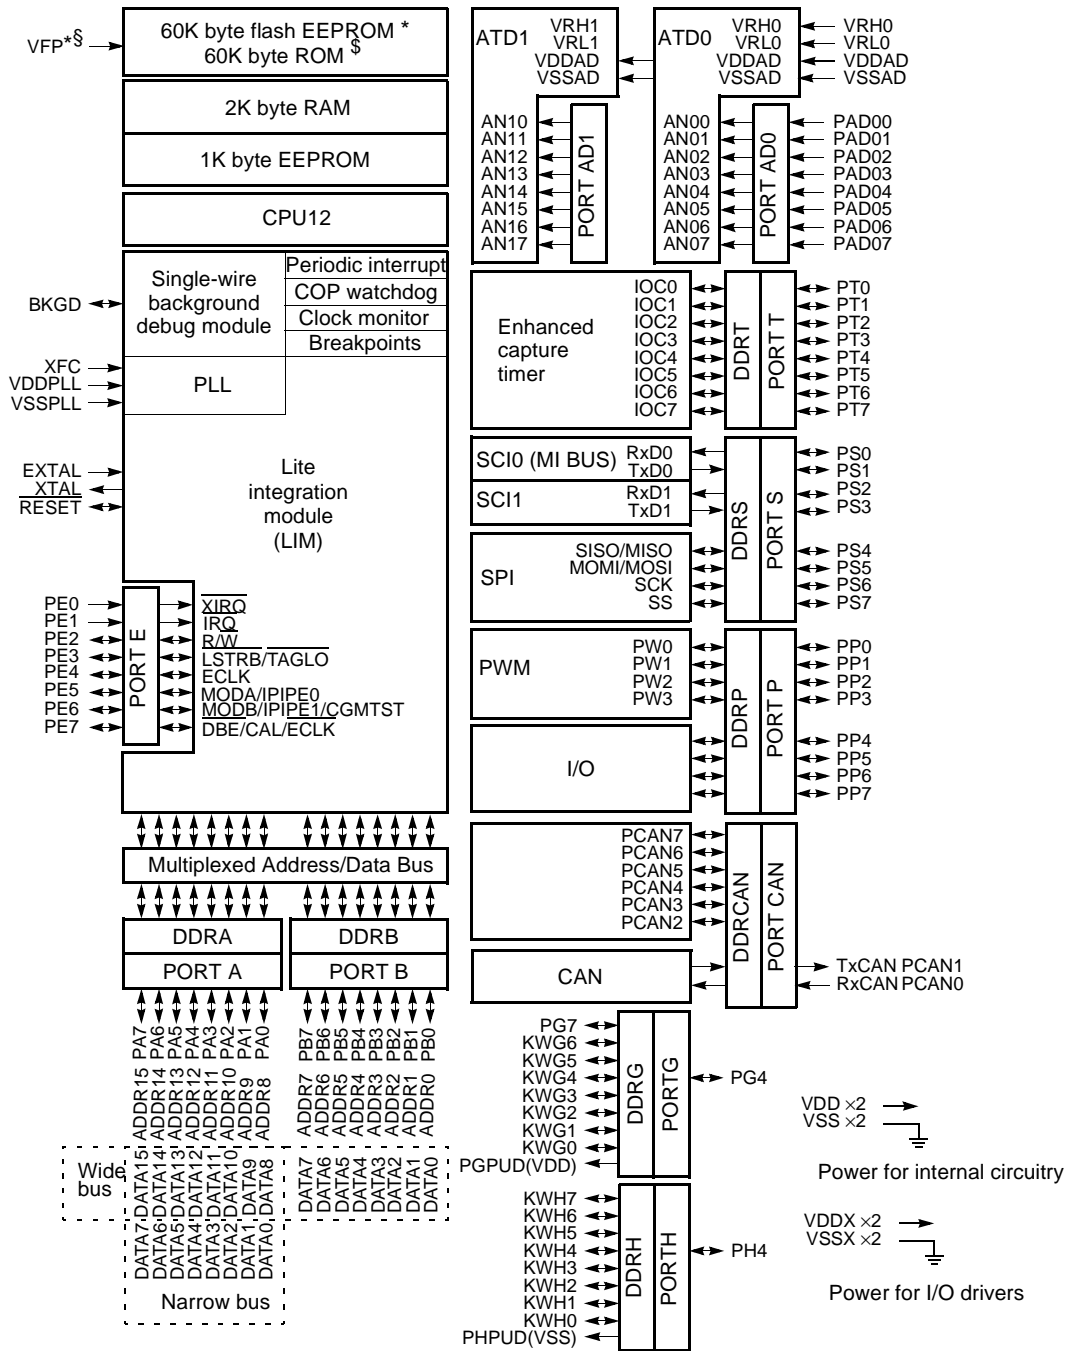 VFP*§
60K byte flash EEPROM *
60K byte ROM $
2K byte RAM
1K byte EEPROM
CPU12
Single-wire
background
debug module
Periodic interrupt
COP watchdog
Clock monitor
Breakpoints
BKGD
XFC
VDDPLL
VSSPLL
PLL
EXTAL
XTAL
RESET
Lite
integration
module
(LIM)
PE0
PE1
PE2
PE3
PE4
PE5
PE6
PE7
PORT E
XIRQ
IRQ
R/W
LSTRB/TAGLO
ECLK
MODA/IPIPE0
MODB/IPIPE1/CGMTST
DBE/CAL/ECLK
Multiplexed Address/Data Bus
DDRA
DDRB
PORT A
PORT B
PA7
PA6
PA5
PA4
PA3
PA2
PA1
PA0
PB7
PB6
PB5
PB4
PB3
PB2
PB1
PB0
ADDR15
ADDR14
ADDR13
ADDR12
ADDR11
ADDR10
ADDR9
ADDR8
ADDR7
ADDR6
ADDR5
ADDR4
ADDR3
ADDR2
ADDR1
ADDR0
Wide
bus
DATA15
DATA14
DATA13
DATA12
DATA11
DATA10
DATA9
DATA8
DATA7
DATA6
DATA5
DATA4
DATA3
DATA2
DATA1
DATA0
DATA7
DATA6
DATA5
DATA4
DATA3
DATA2
DATA1
DATA0
Narrow bus
ATD1
VRH1
VRL1
VDDAD
VSSAD
ATD0
VRH0
VRL0
VDDAD
VSSAD
VRH0
VRL0
VDDAD
VSSAD
AN10
AN11
AN12
AN13
AN14
AN15
AN16
AN17
PORT AD1
AN00
AN01
AN02
AN03
AN04
AN05
AN06
AN07
PORT AD0
PAD00
PAD01
PAD02
PAD03
PAD04
PAD05
PAD06
PAD07
Enhanced
capture
timer
IOC0
IOC1
IOC2
IOC3
IOC4
IOC5
IOC6
IOC7
DDRT
PORT T
PT0
PT1
PT2
PT3
PT4
PT5
PT6
PT7
SCI0 (MI BUS)
RxD0
TxD0
SCI1
RxD1
TxD1
SPI
SISO/MISO
MOMI/MOSI
SCK
SS
DDRS
PORT S
PS0
PS1
PS2
PS3
PS4
PS5
PS6
PS7
PWM
PW0
PW1
PW2
PW3
I/O
DDRP
PORT P
PP0
PP1
PP2
PP3
PP4
PP5
PP6
PP7
PCAN7
PCAN6
PCAN5
PCAN4
PCAN3
PCAN2
CAN
DDRCAN
PORT CAN
TxCAN PCAN1
RxCAN PCAN0
PG7
KWG6
KWG5
KWG4
KWG3
KWG2
KWG1
KWG0
PGPUD(VDD)
DDRG
PORTG
PG4
KWH7
KWH6
KWH5
KWH4
KWH3
KWH2
KWH1
KWH0
PHPUD(VSS)
DDRH
PORTH
PH4
VDD ×2
VSS ×2
Power for internal circuitry
VDDX ×2
VSSX ×2
Power for I/O drivers